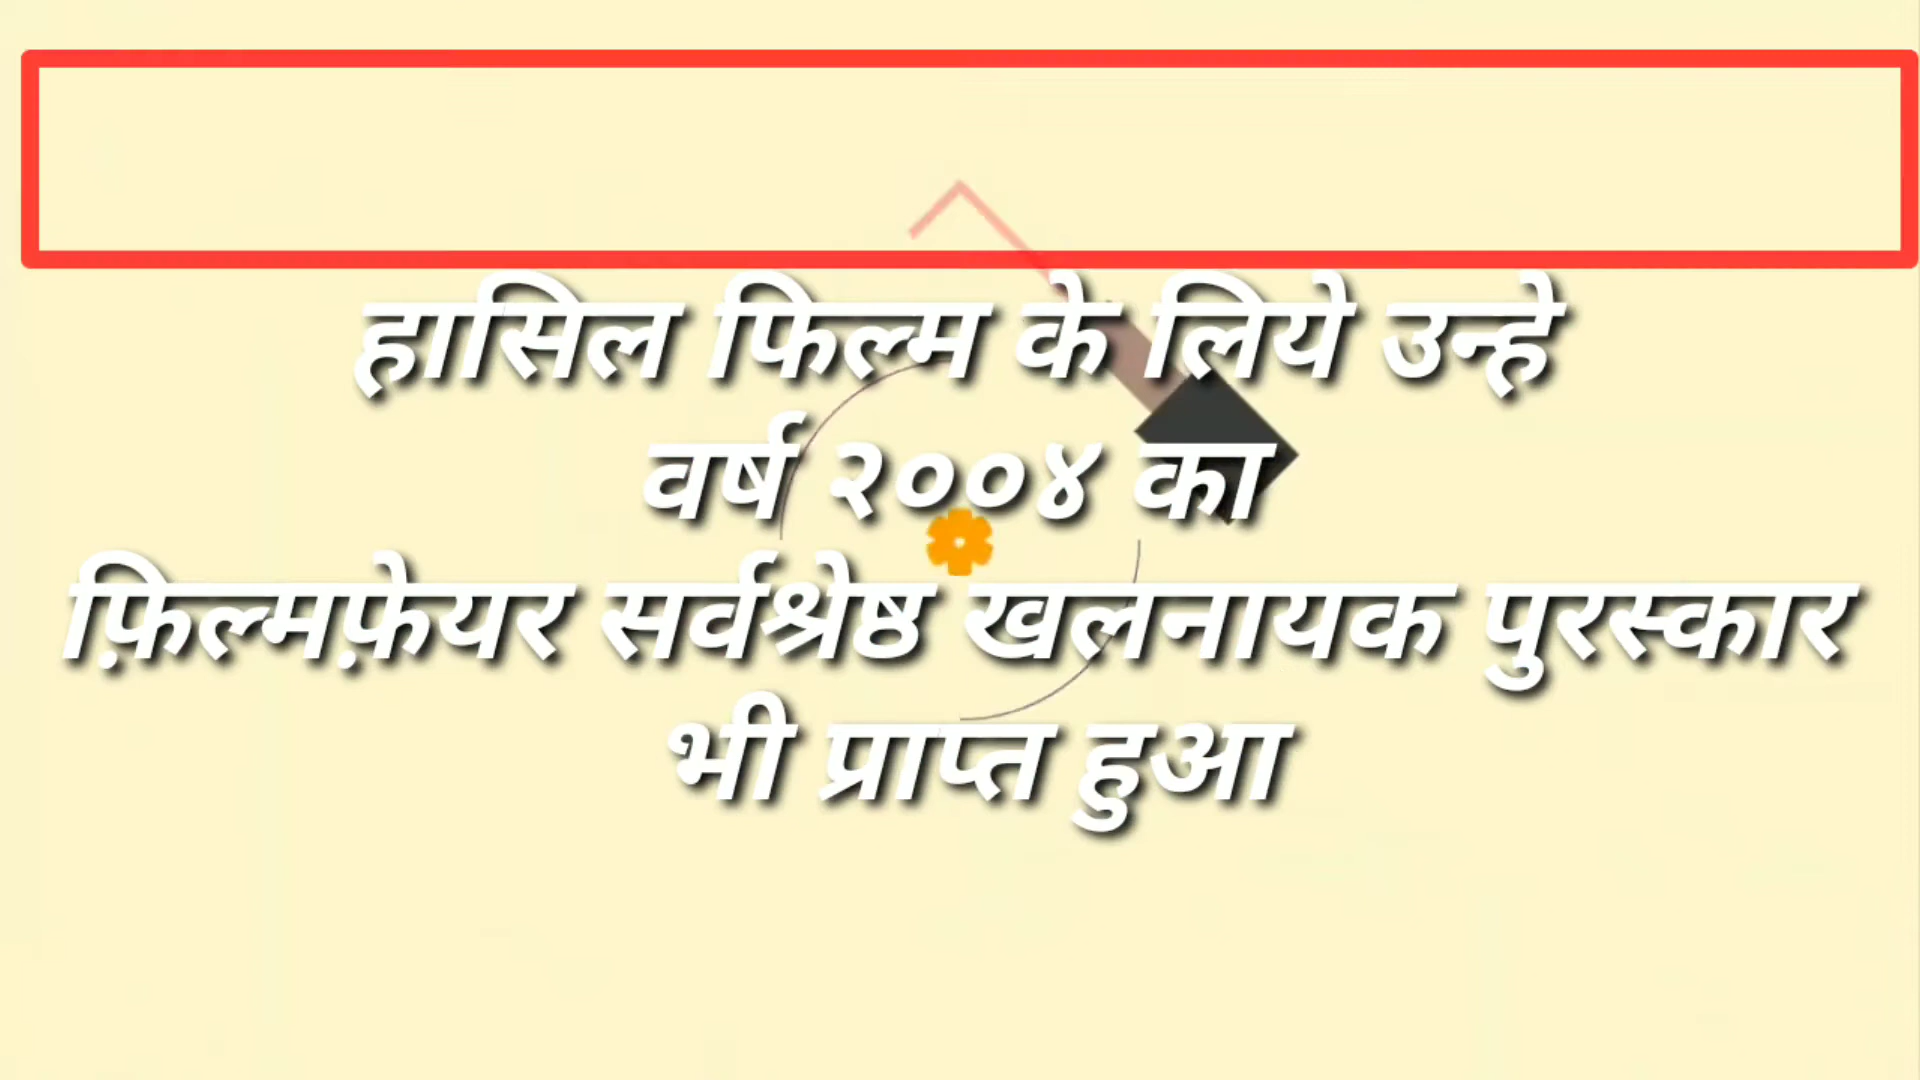 हासिल फिल्म के लिये उन्हे
वर्ष २००४ का
फ़िल्मफ़ेयर सर्वश्रेष्ठ खलनायक पुरस्कार
भी प्राप्त हुआ